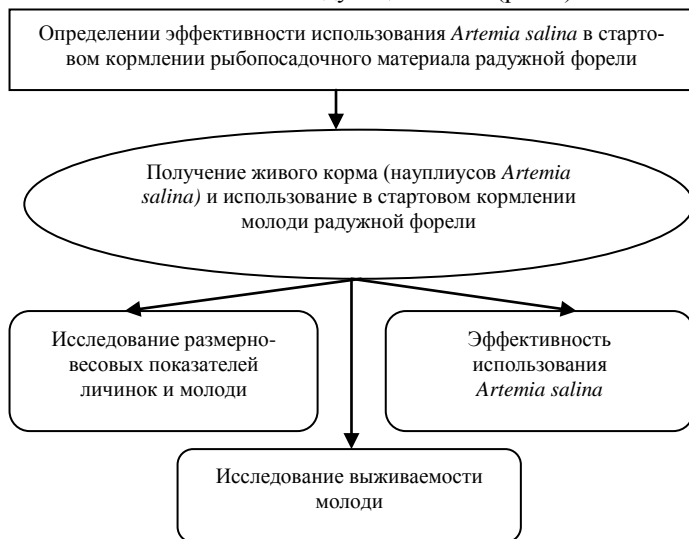 Определении эффективности использования Artemia salina в старто-
вом кормлении рыбопосадочного материала радужной форели
Получение живого корма (науплиусов Artemia
salina) и использование в стартовом кормлении
молоди радужной форели
Исследование размерно-
весовых показателей
личинок и молоди
Эффективность
использования
Artemia salina
Исследование выживаемости
молоди